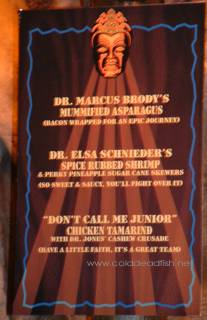 DR. MARCUS BRODY'S
MUMMIFIED ASPARAGUS
(BACON WRAPPED FOR AN EPIC JOURNEY)
DR. ELSA SCHNIEDER'S
SPICE RUBBED SHRIMP
& PERKY PINEAPPLE SUGAR CANE SKEWERS
(SO SWEET & SAUCY, YOU'LL FIGHT OVER IT)
"DON'T CALL ME JUNIOR"
CHICKEN TAMARIND
www.colddeadfish.net
WITH DR. JONES' CASHEW CRUSADE
(HAVE A LITTLE FAITH, IT'S A GREAT TEAM)